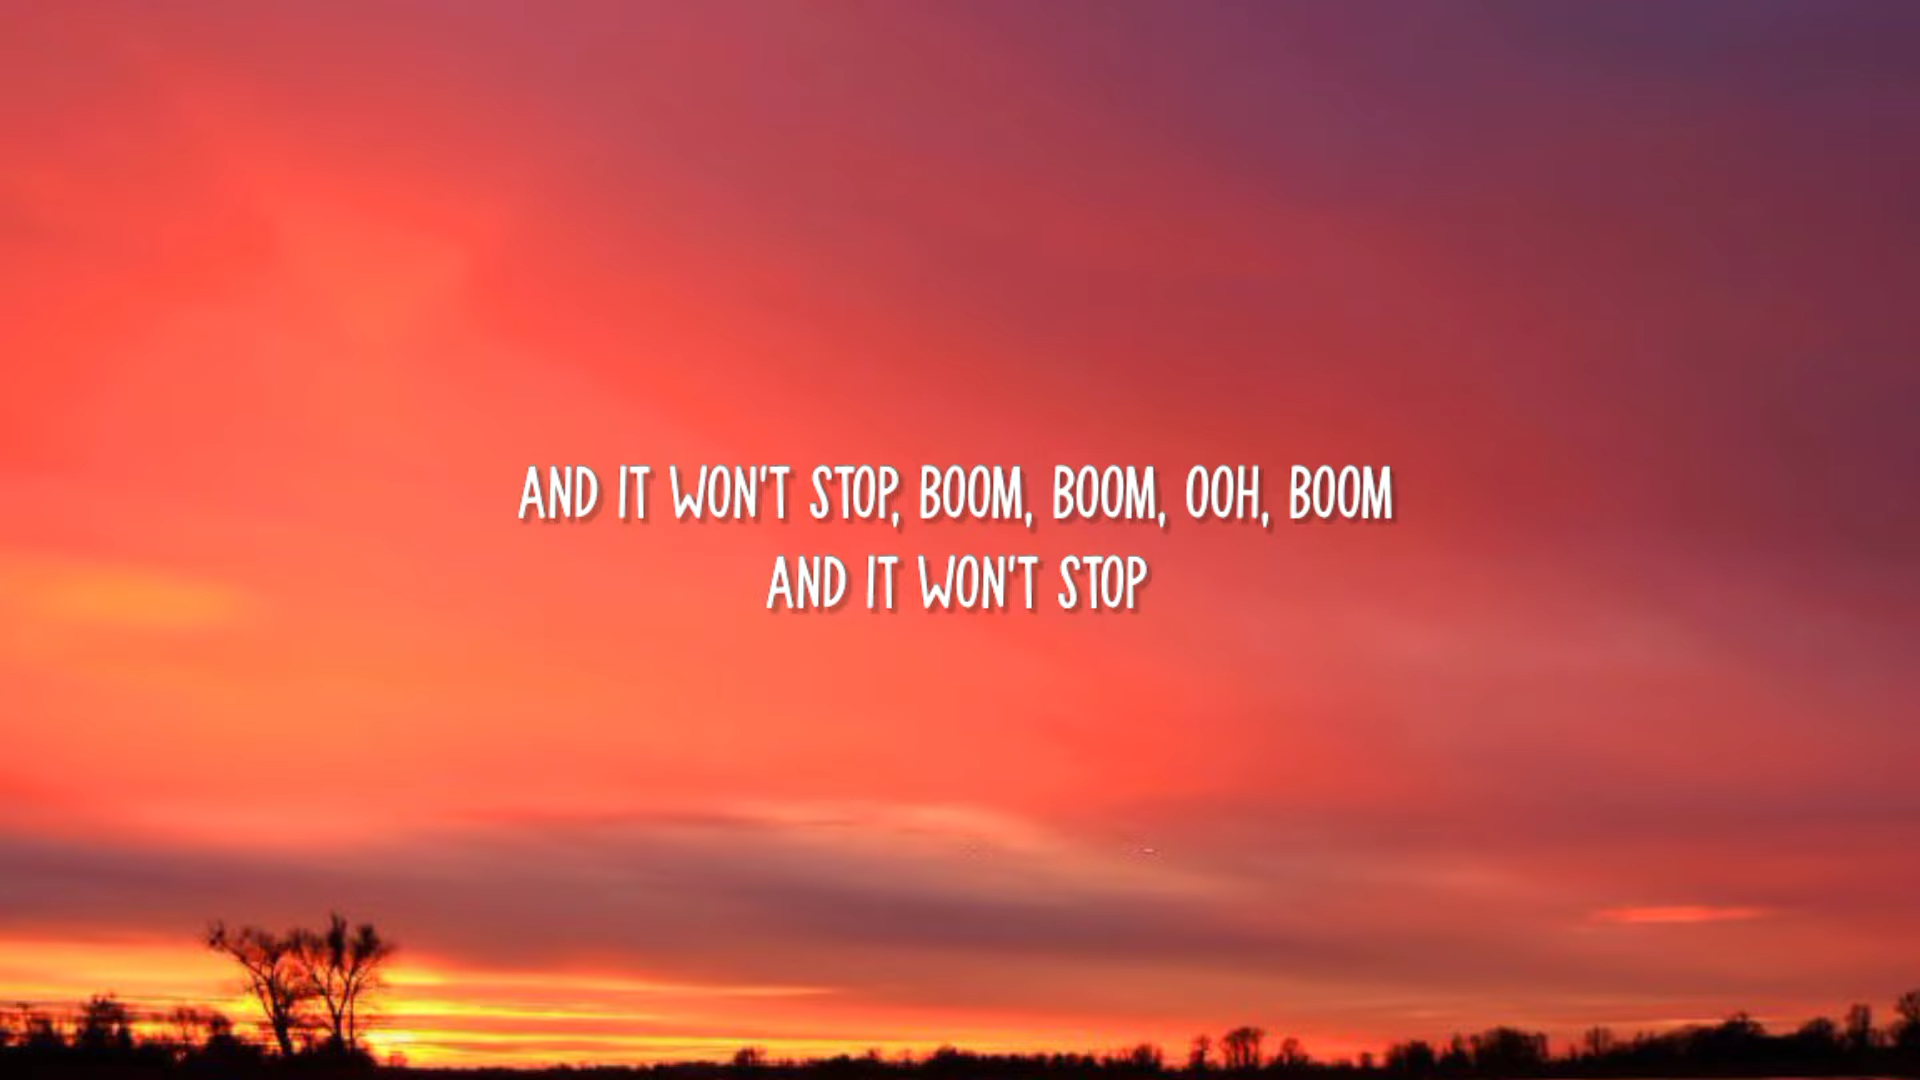 AND IT WON'T STOP, BOOM, BOOM, OOH, BOOM
AND IT WON'T STOP